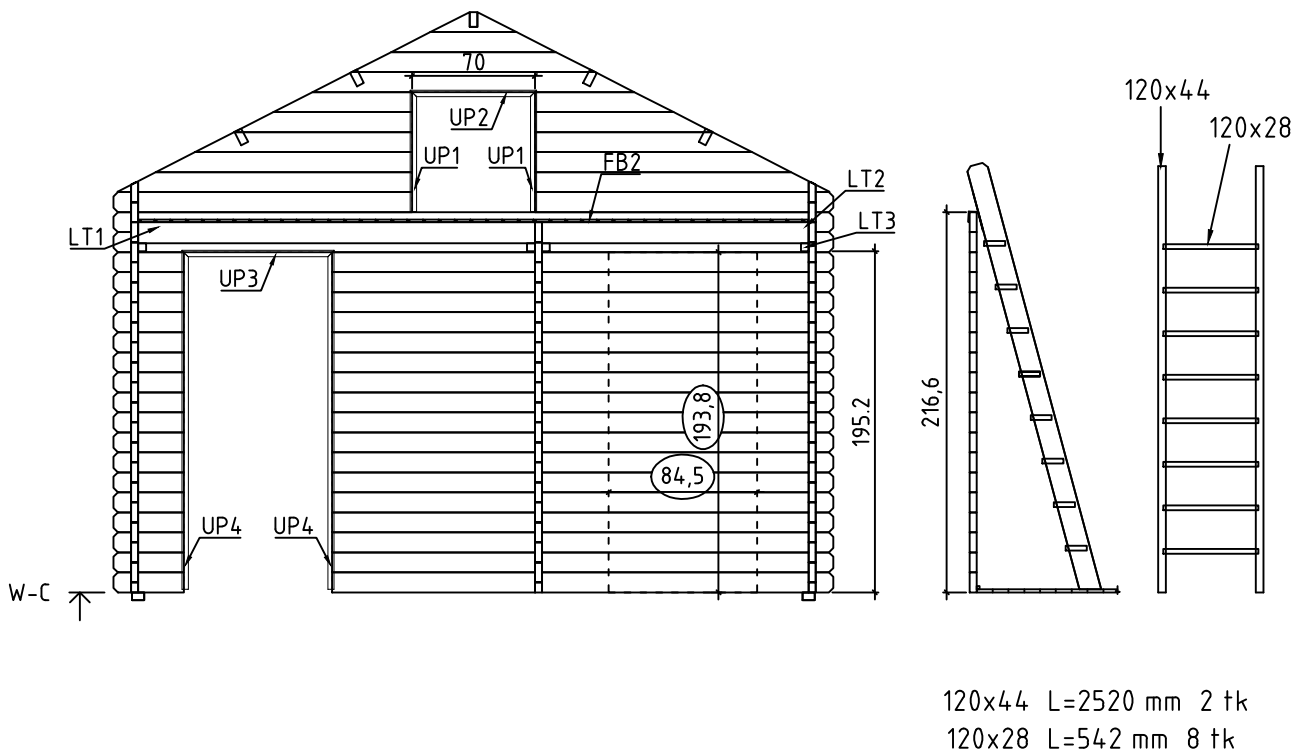 70
UP2
UP1
UP1
FB2
LT2
LT1
LT3
UP3
193,8
84,5
195.2
UP4
UP4
W-C
216,6
120x44
120x28
120x44 L=2520 mm 2 tk
120x28 L=542 mm 8 tk